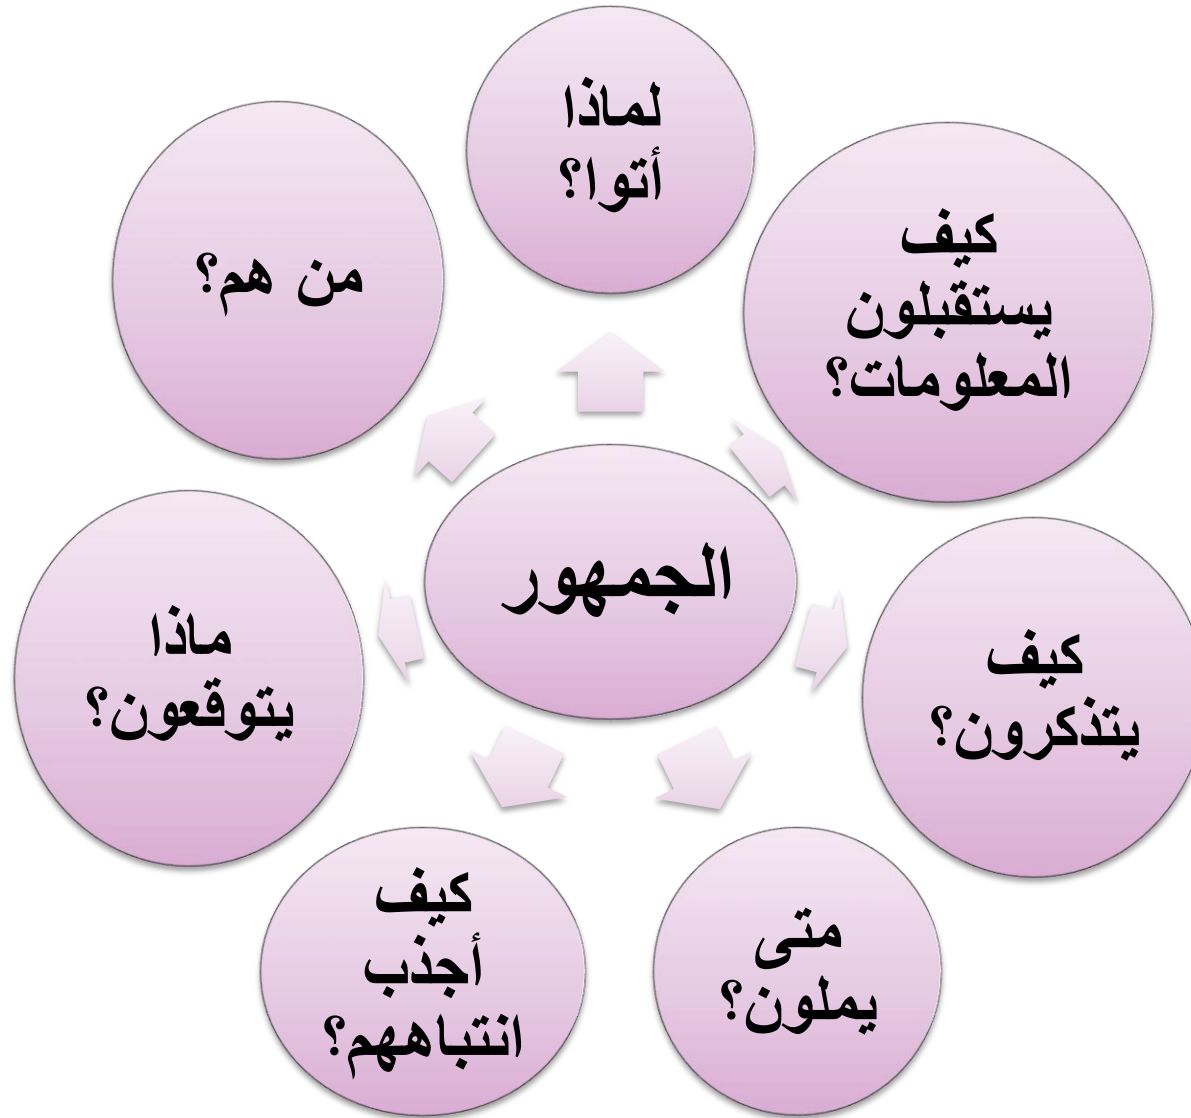 لماذا
أتوا؟
كيف
يستقبلون
المعلومات؟
كيف
يتذكرون؟
متى
يملون؟
كيف
أجذب
انتباههم؟
ماذا
يتوقعون؟
من هم؟
الجمهور